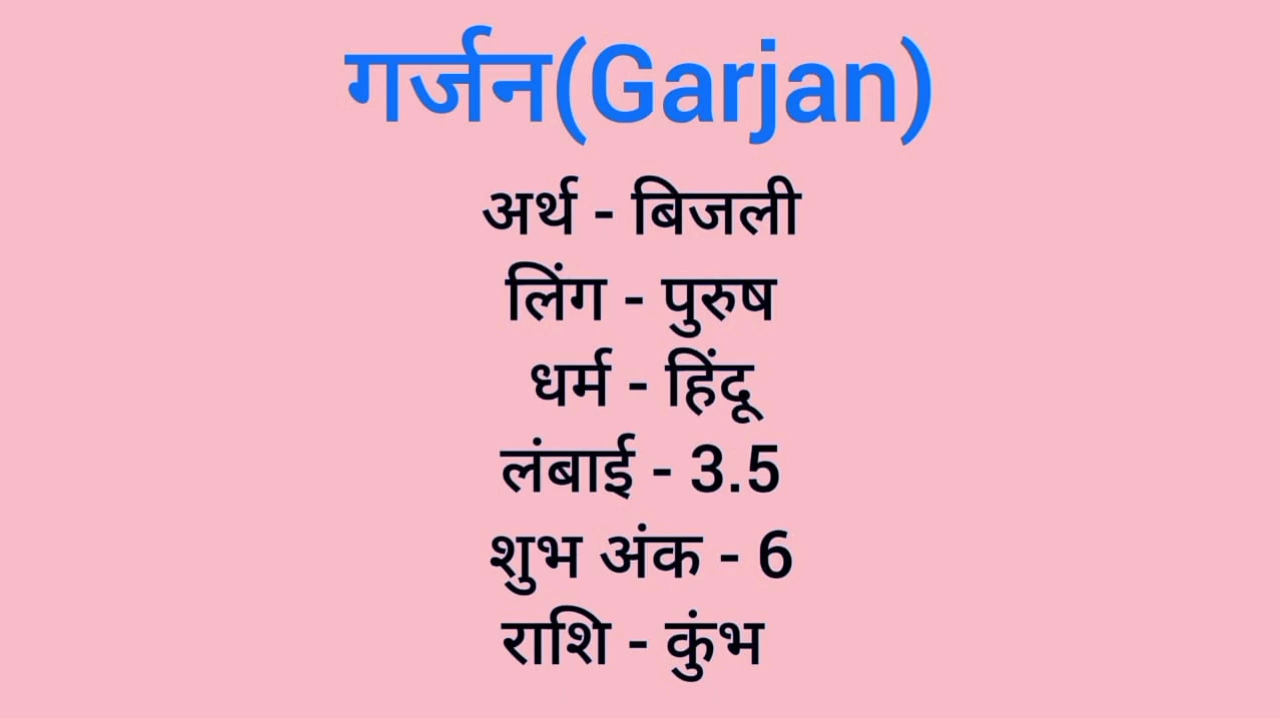 गर्जन(Garjan)
अर्थ - बिजली
लिंग - पुरुष
धर्म - हिंदू
लंबाई - 3.5
शुभ अंक - 6
राशि - कुंभ